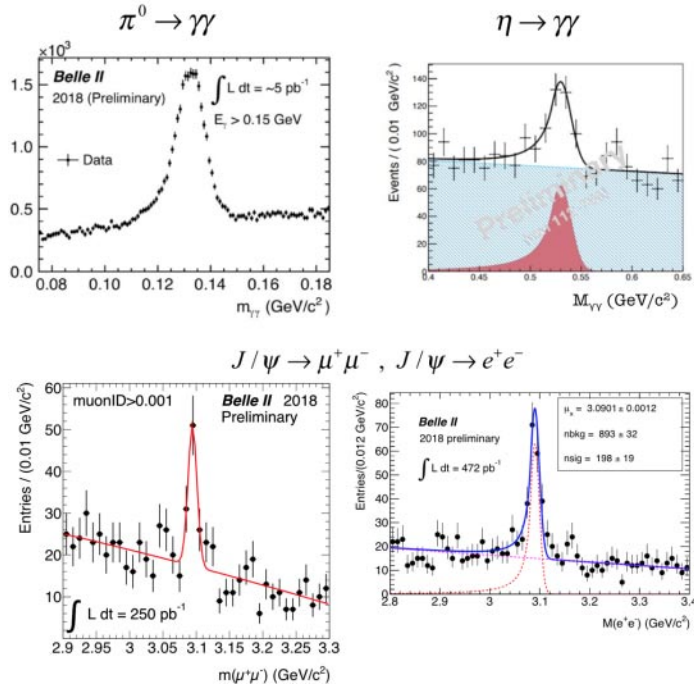 π⁰ → γγ
η → γγ
×10³
Belle II
2018 (Preliminary)
∫ L dt = ~5 pb⁻¹
E_γ > 0.15 GeV
Data
1.5
1.0
0.5
0.0
0.08 0.10 0.12 0.14 0.16 0.18
m_γγ (GeV/c²)
Events / ( 0.01 GeV/c² )
140
120
100
80
60
40
20
0
Preliminary
0.4 0.45 0.5 0.55 0.6 0.65
M_γγ (GeV/c²)
J/ψ → μ⁺μ⁻ , J/ψ → e⁺e⁻
Entries / (0.01 GeV/c²)
muonID>0.001
Belle II 2018
Preliminary
∫ L dt = 250 pb⁻¹
60
50
40
30
20
10
0
2.9 2.95 3 3.05 3.1 3.15 3.2 3.25 3.3
m(μ⁺μ⁻) (GeV/c²)
Entries/(0.012 GeV/c²)
Belle II
2018 preliminary
∫ L dt = 472 pb⁻¹
μ_s = 3.0901 ± 0.0012
nbkg = 893 ± 32
nsig = 198 ± 19
80
70
60
50
40
30
20
10
0
2.8 2.9 3 3.1 3.2 3.3 3.4
M(e⁺e⁻) (GeV/c²)